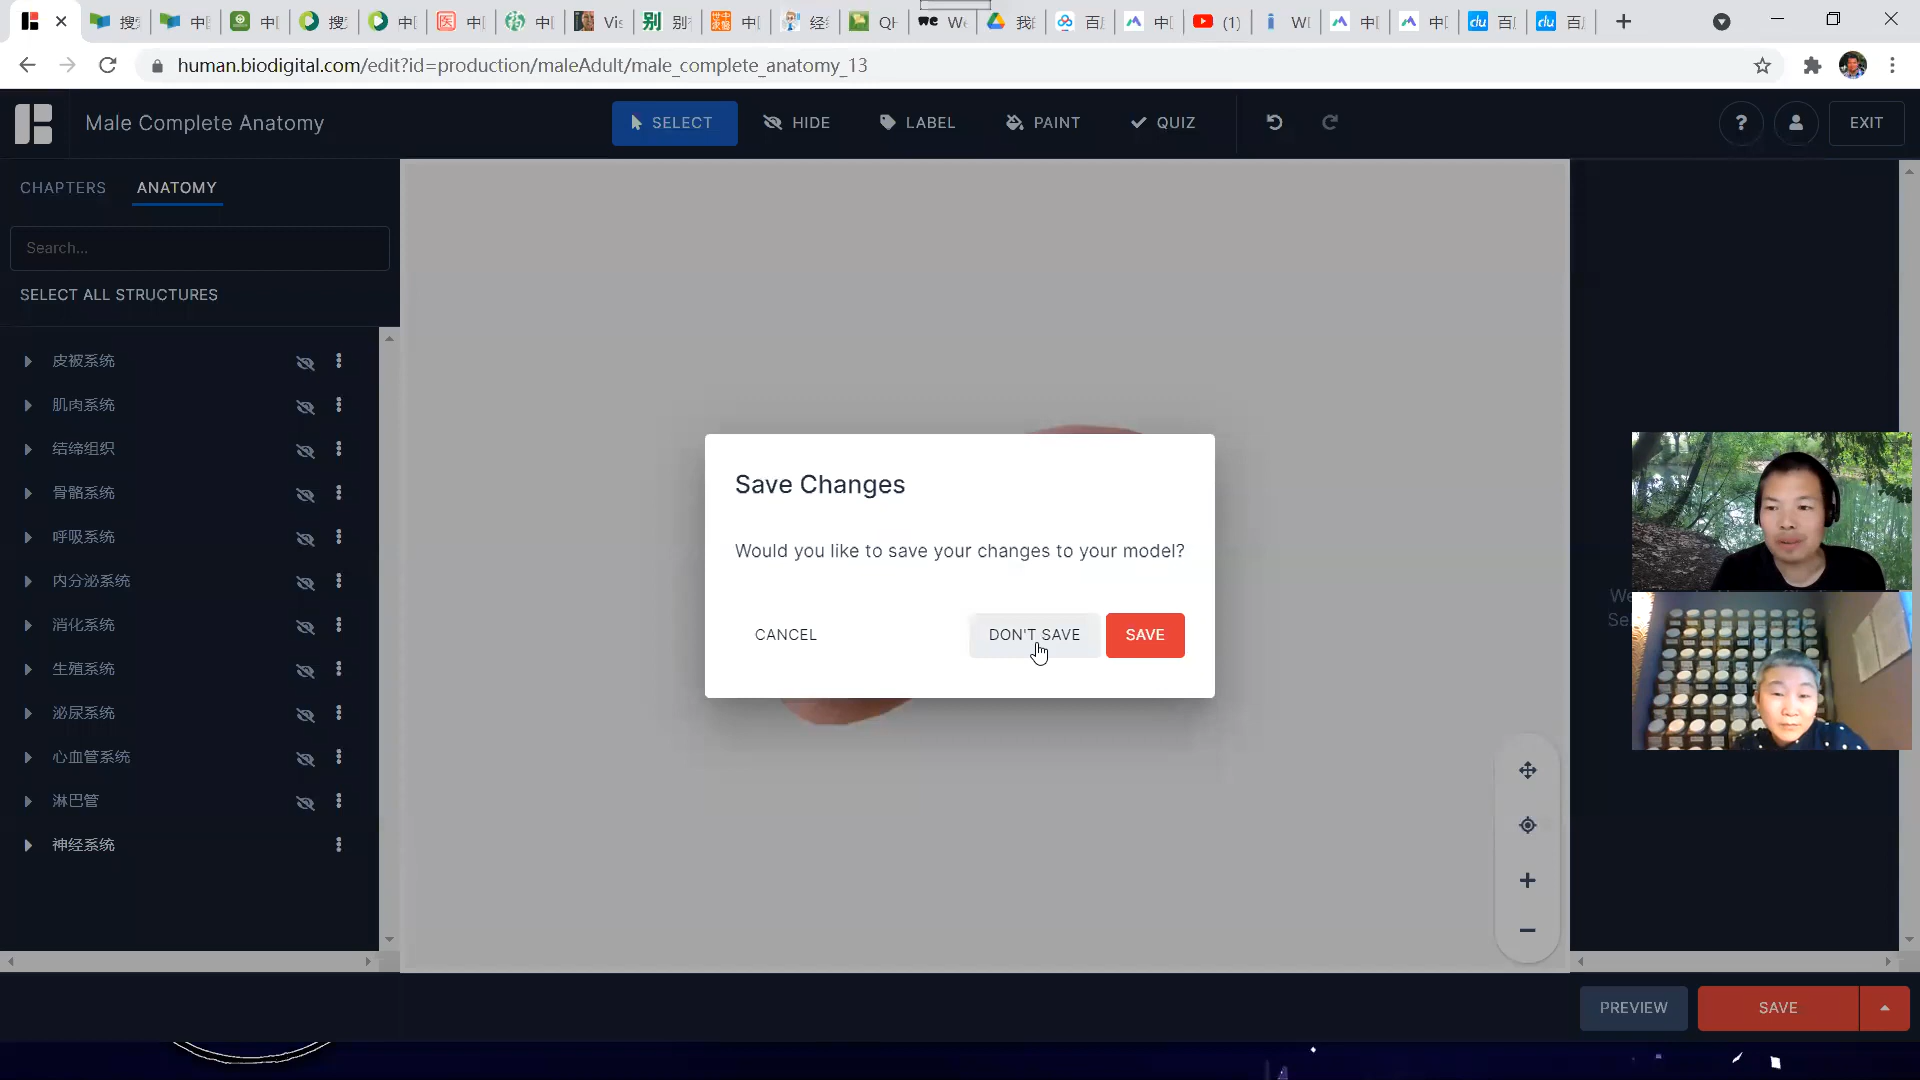 human.biodigital.com/edit?id=production/maleAdult/male_complete_anatomy_13
Male Complete Anatomy
SELECT
HIDE
LABEL
PAINT
QUIZ
?
EXIT
CHAPTERS
ANATOMY
Search...
SELECT ALL STRUCTURES
皮被系统
肌肉系统
结缔组织
骨骼系统
呼吸系统
内分泌系统
消化系统
生殖系统
泌尿系统
心血管系统
淋巴管
神经系统
Save Changes
Would you like to save your changes to your model?
CANCEL
DON'T SAVE
SAVE
PREVIEW
SAVE